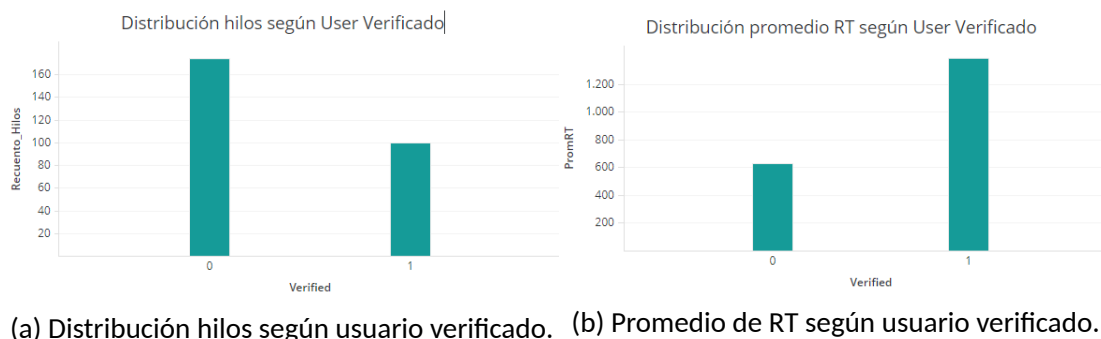 Distribución hilos según User Verificado
160
140
120
100
80
60
40
20
Recuento_Hilos
0
1
Verified
(a) Distribución hilos según usuario verificado.
Distribución promedio RT según User Verificado
1.200
1.000
800
600
400
200
PromRT
0
1
Verified
(b) Promedio de RT según usuario verificado.